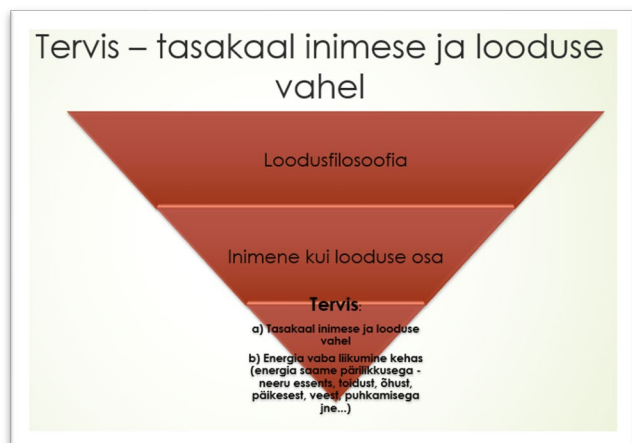 Tervis – tasakaal inimese ja looduse
vahel
Loodusfilosoofia
Inimene kui looduse osa
Tervis:
a) Tasakaal inimese ja looduse
vahel
b) Energia vaba liikumine kehas
(energia saame pärilikkusega -
neeru essents, toidust, õhust,
päikesest, veest, puhkamisega
jne...)